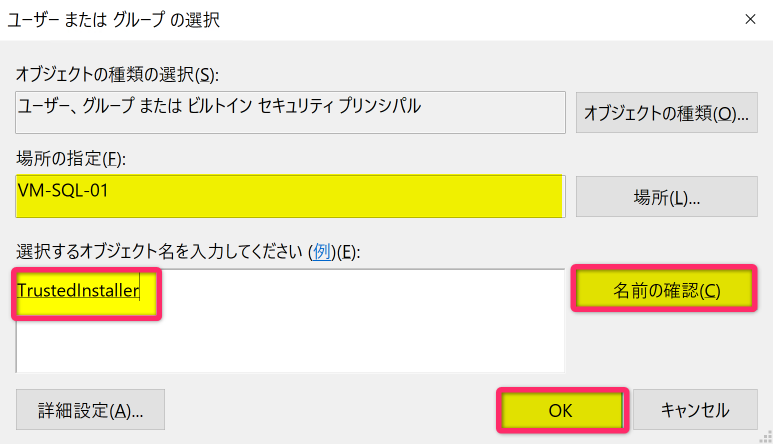 ユーザー または グループ の選択
オブジェクトの種類の選択(S):
ユーザー、グループ または ビルトイン セキュリティ プリンシパル
オブジェクトの種類(O)...
場所の指定(F):
VM-SQL-01
場所(L)...
選択するオブジェクト名を入力してください (例)(E):
TrustedInstaller
名前の確認(C)
詳細設定(A)...
OK
キャンセル